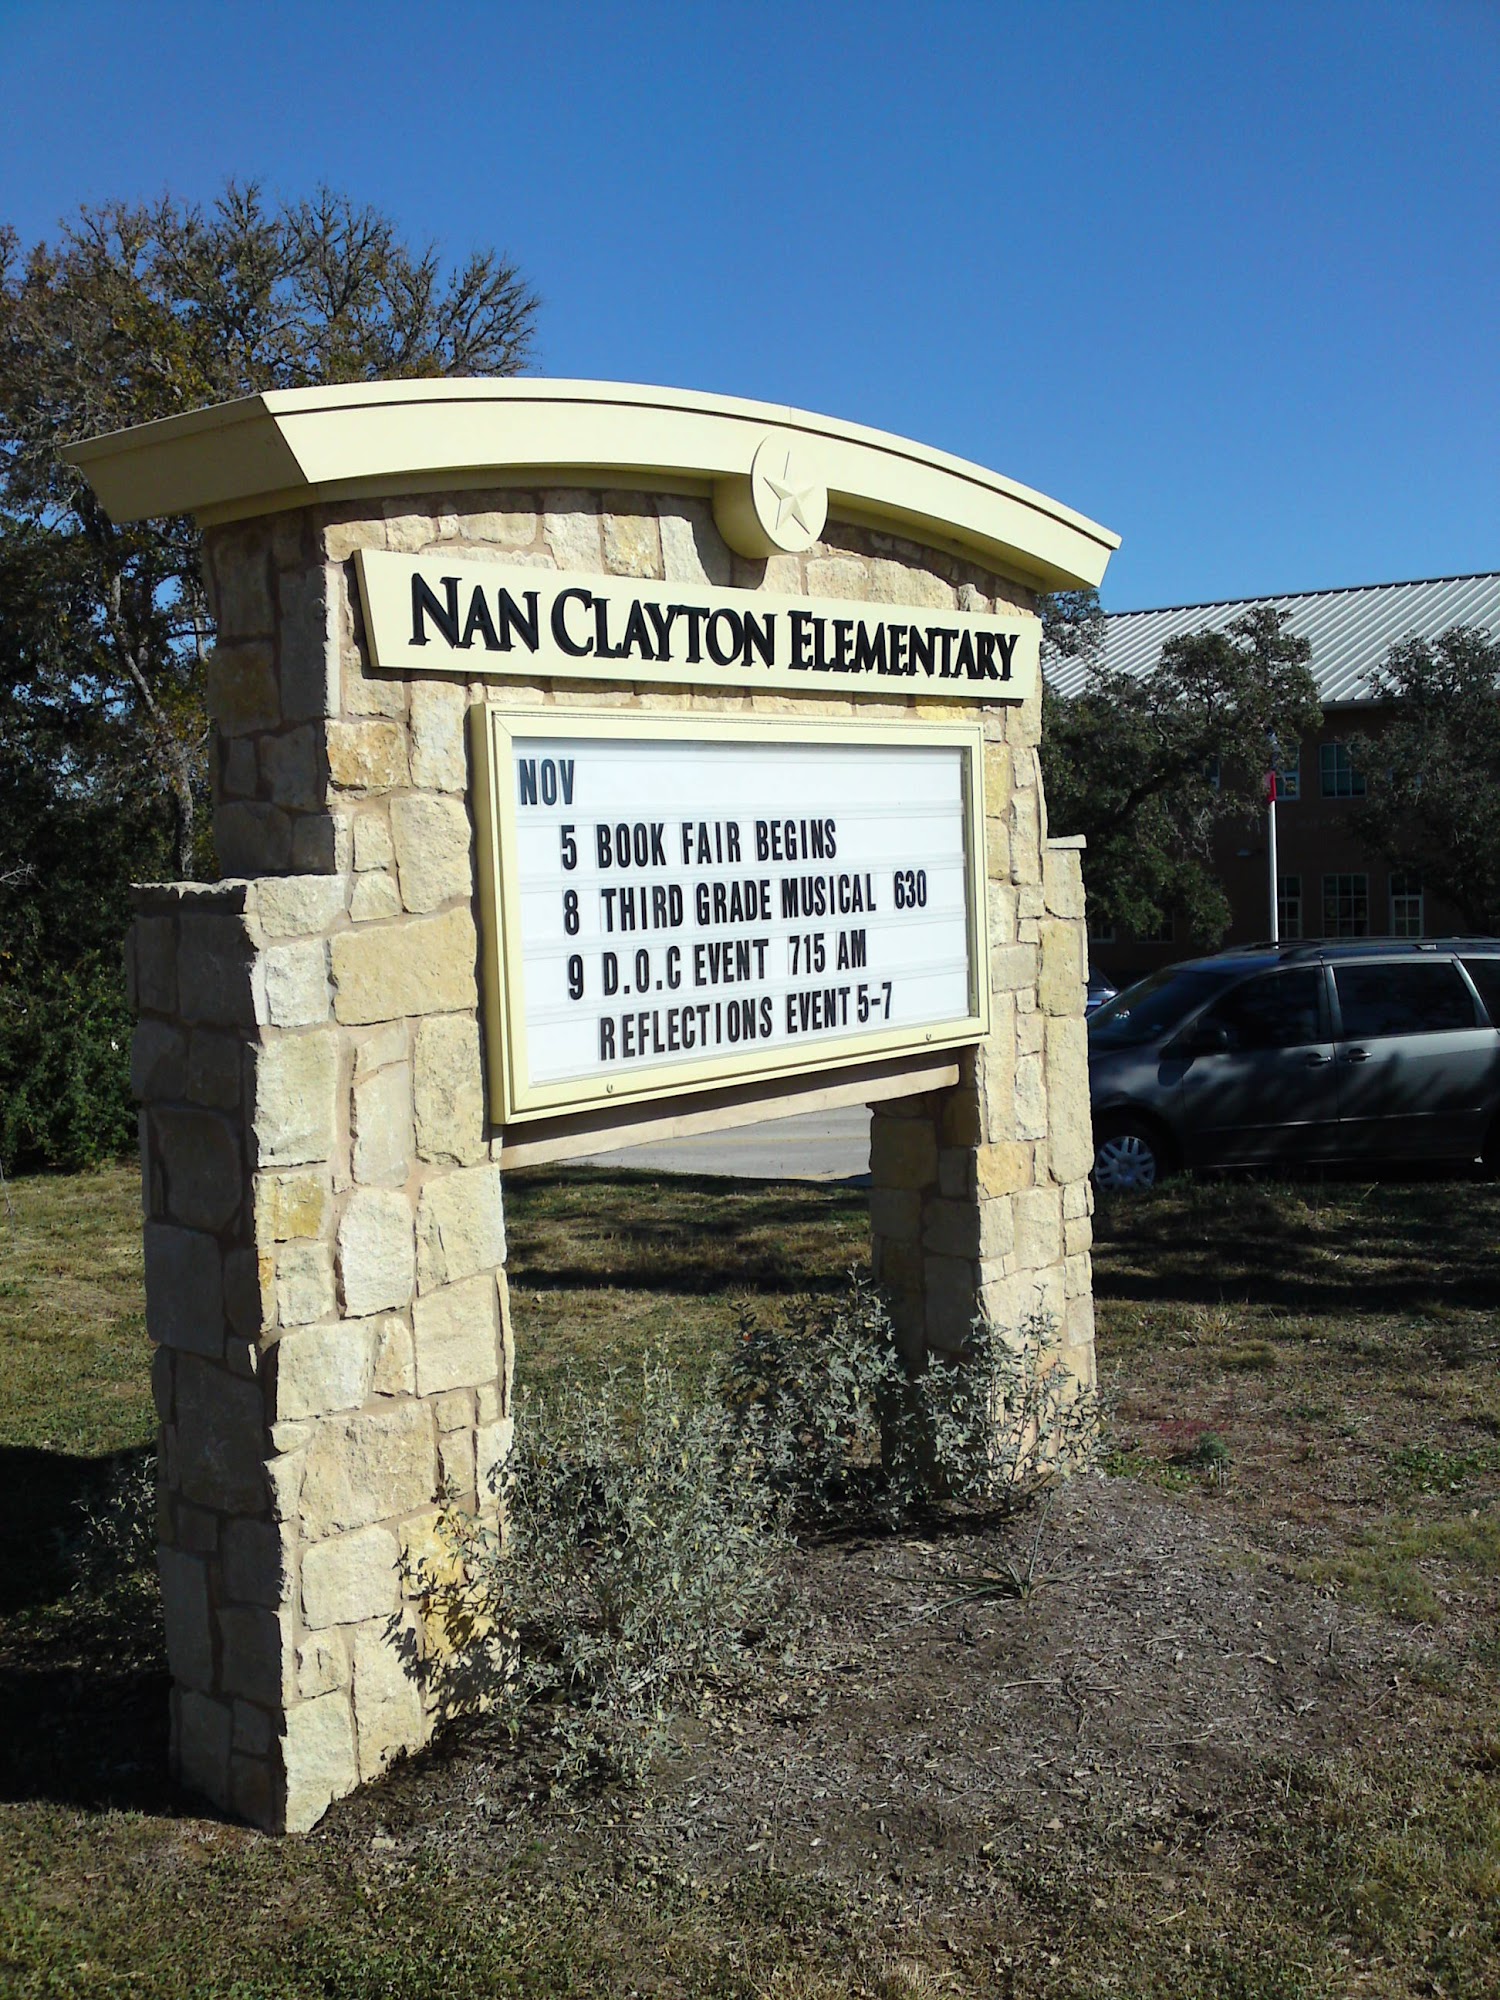 NAN CLAYTON ELEMENTARY
NOV
5 BOOK FAIR BEGINS
8 THIRD GRADE MUSICAL 630
9 D.O.C EVENT 715 AM
REFLECTIONS EVENT 5-7